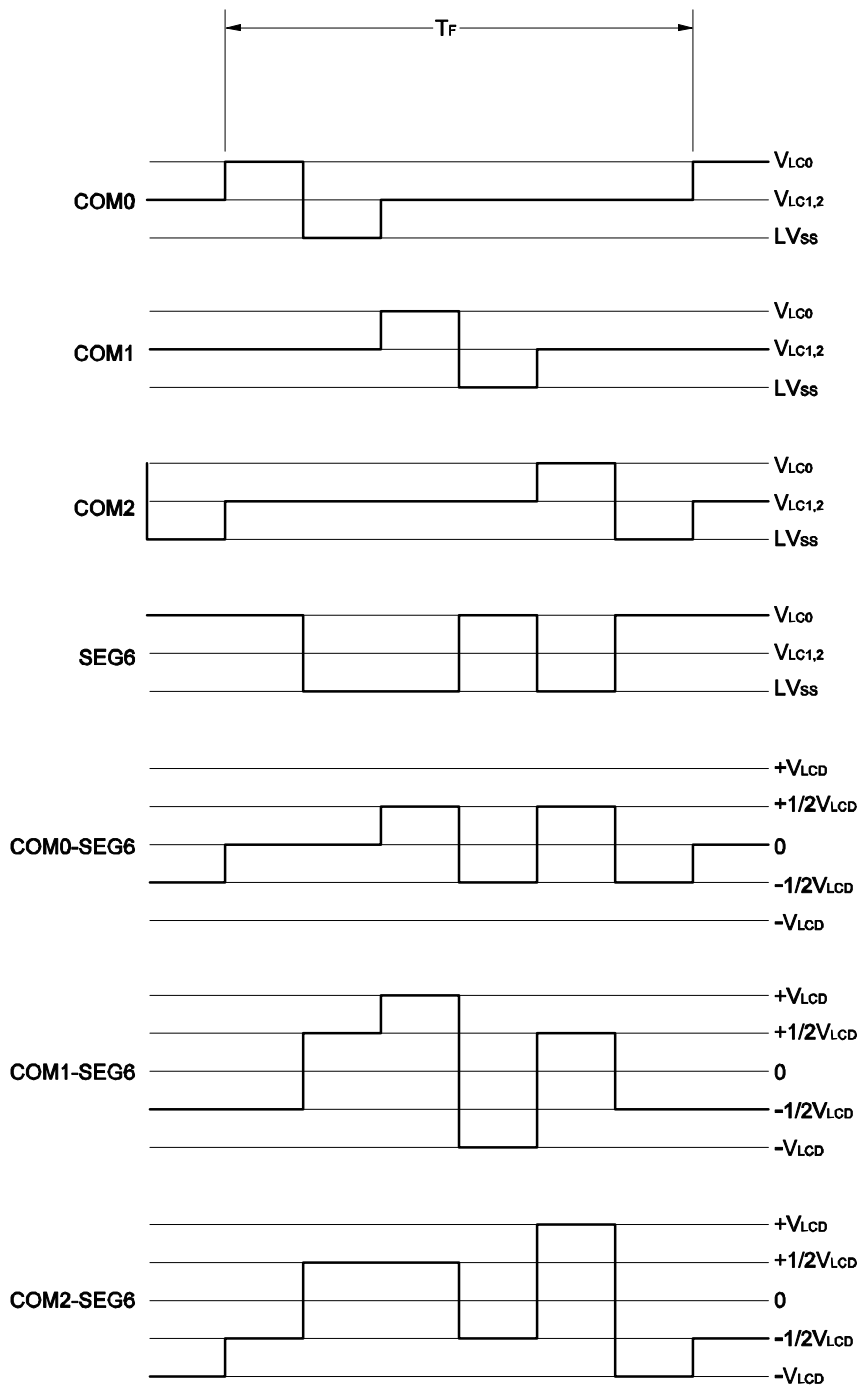 TF
COM0
VLC0
VLC1,2
LVSS
COM1
VLC0
VLC1,2
LVSS
COM2
VLC0
VLC1,2
LVSS
SEG6
VLC0
VLC1,2
LVSS
COM0-SEG6
+VLCD
+1/2VLCD
0
-1/2VLCD
-VLCD
COM1-SEG6
+VLCD
+1/2VLCD
0
-1/2VLCD
-VLCD
COM2-SEG6
+VLCD
+1/2VLCD
0
-1/2VLCD
-VLCD